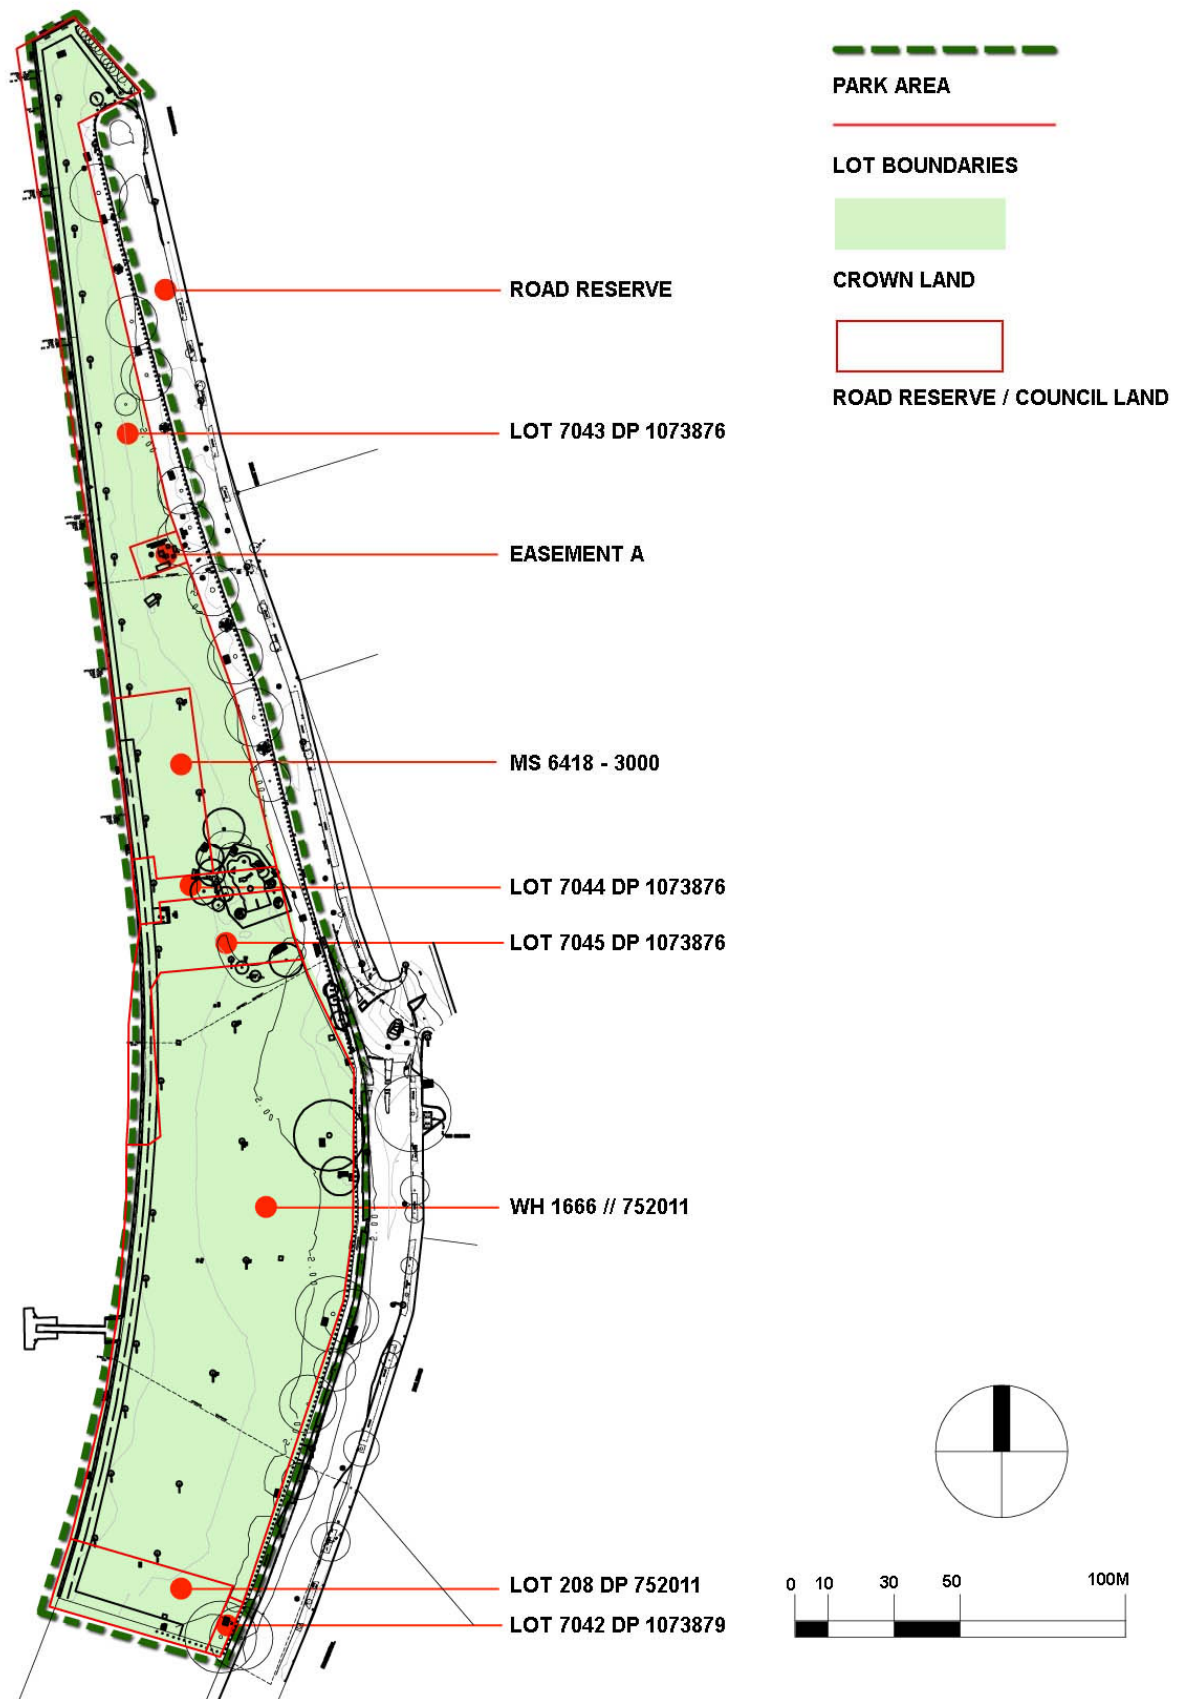 PARK AREA
LOT BOUNDARIES
CROWN LAND
ROAD RESERVE / COUNCIL LAND
ROAD RESERVE
LOT 7043 DP 1073876
EASEMENT A
MS 6418 - 3000
LOT 7044 DP 1073876
LOT 7045 DP 1073876
WH 1666 // 752011
LOT 208 DP 752011
LOT 7042 DP 1073879
0 10 30 50 100M